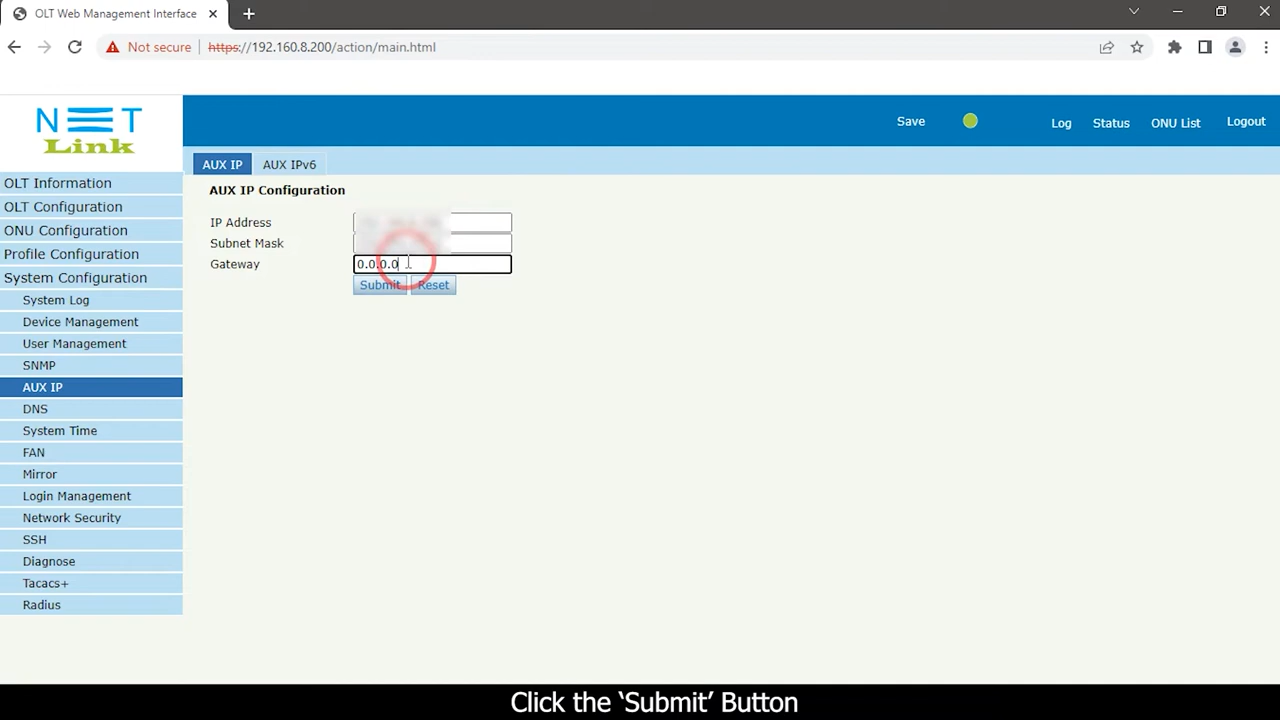 OLT Web Management Interface
Not secure https://192.160.8.200/action/main.html
NET
Link
Save
Log
Status
ONU List
Logout
AUX IP
AUX IPv6
OLT Information
OLT Configuration
ONU Configuration
Profile Configuration
System Configuration
System Log
Device Management
User Management
SNMP
AUX IP
DNS
System Time
FAN
Mirror
Login Management
Network Security
SSH
Diagnose
Tacacs+
Radius
AUX IP Configuration
IP Address
Subnet Mask
Gateway 0.0.0.0
Submit Reset
Click the ‘Submit’ Button